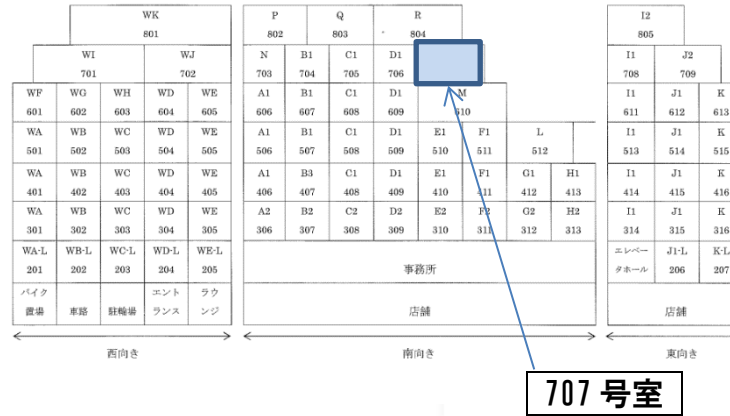 WK P Q R I2
801 802 803 804 805
WI WJ N B1 C1 D1 I1 J2
701 702 703 704 705 706 708 709
WF WG WH WD WE A1 B1 C1 D1 M I1 J1 K
601 602 603 604 605 606 607 608 609 610 611 612 613
WA WB WC WD WE A1 B1 C1 D1 E1 F1 L I1 J1 K
501 502 503 504 505 506 507 508 509 510 511 512 513 514 515
WA WB WC WD WE A1 B3 C1 D1 E1 F1 G1 H1 I1 J1 K
401 402 403 404 405 406 407 408 409 410 411 412 413 414 415 416
WA WB WC WD WE A2 B2 C2 D2 E2 F2 G2 H2 I1 J1 K
301 302 303 304 305 306 307 308 309 310 311 312 313 314 315 316
WA-L WB-L WC-L WD-L WE-L 事務所 エレベー J1-L K-L
201 202 203 204 205 タホール 206 207
バイク 車路 駐輪場 エント ラウ 店舗 店舗
置場 ランス ンジ
西向き 南向き 東向き
707 号室